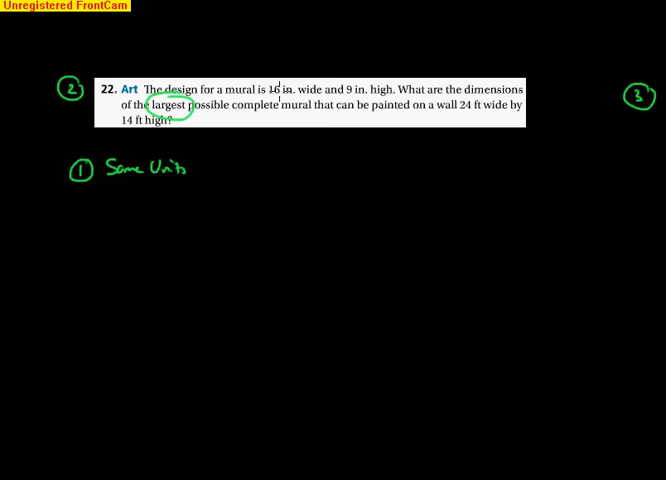 Unregistered FrontCam
2
22. Art The design for a mural is 16 in. wide and 9 in. high. What are the dimensions
of the largest possible complete mural that can be painted on a wall 24 ft wide by
14 ft high?
3
1 Same Units